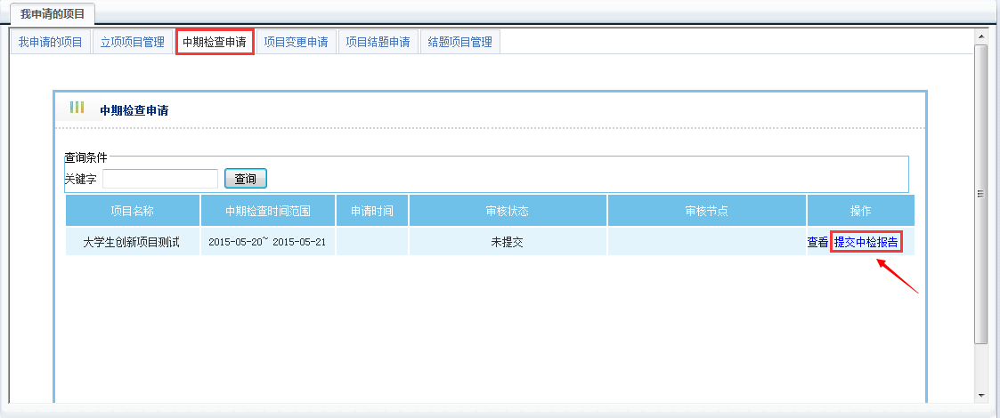 我申请的项目
我申请的项目 立项项目管理 中期检查申请 项目变更申请 项目结题申请 结题项目管理
中期检查申请
查询条件
关键字 查询
项目名称 中期检查时间范围 申请时间 审核状态 审核节点 操作
大学生创新项目测试 2015-05-20~ 2015-05-21 未提交 查看 提交中检报告